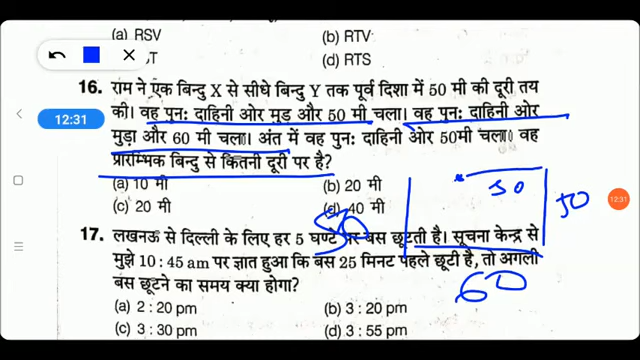 (a) RSV (b) RTV
T (d) RTS
16. राम ने एक बिन्दु X से सीधे बिन्दु Y तक पूर्व दिशा में 50 मी की दूरी तय
की। वह पुनः दाहिनी ओर मुड़ और 50 मी चला। वह पुनः दाहिनी ओर
12:31 मुड़ा और 60 मी चला। अंत में वह पुनः दाहिनी ओर 50मी चला। वह
प्रारम्भिक बिन्दु से कितनी दूरी पर है?
(a) 10 मी (b) 20 मी
50 50 12:31
(c) 20 मी (d) 40 मी
50
17. लखनऊ से दिल्ली के लिए हर 5 घण्ट पर बस छूटती है। सूचना केन्द्र से
मुझे 10 : 45 am पर ज्ञात हुआ कि बस 25 मिनट पहले छूटी है, तो अगली
बस छूटने का समय क्या होगा?
60
(a) 2 : 20 pm (b) 3 : 20 pm
(c) 3 : 30 pm (d) 3 : 55 pm